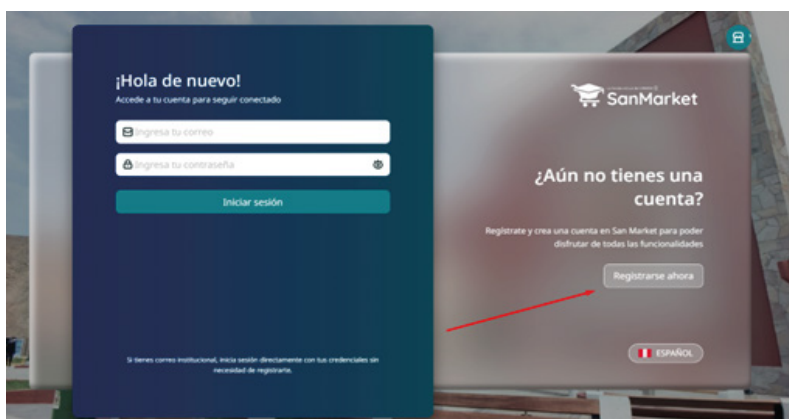 ¡Hola de nuevo!
Accede a tu cuenta para seguir conectado
Ingresa tu correo
Ingresa tu contraseña
Iniciar sesión
Si tienes correo institucional, inicia sesión directamente con tus credenciales sin
necesidad de registrarte.
SanMarket
¿Aún no tienes una
cuenta?
Regístrate y crea una cuenta en San Market para poder
disfrutar de todas las funcionalidades
Registrarse ahora
ESPAÑOL